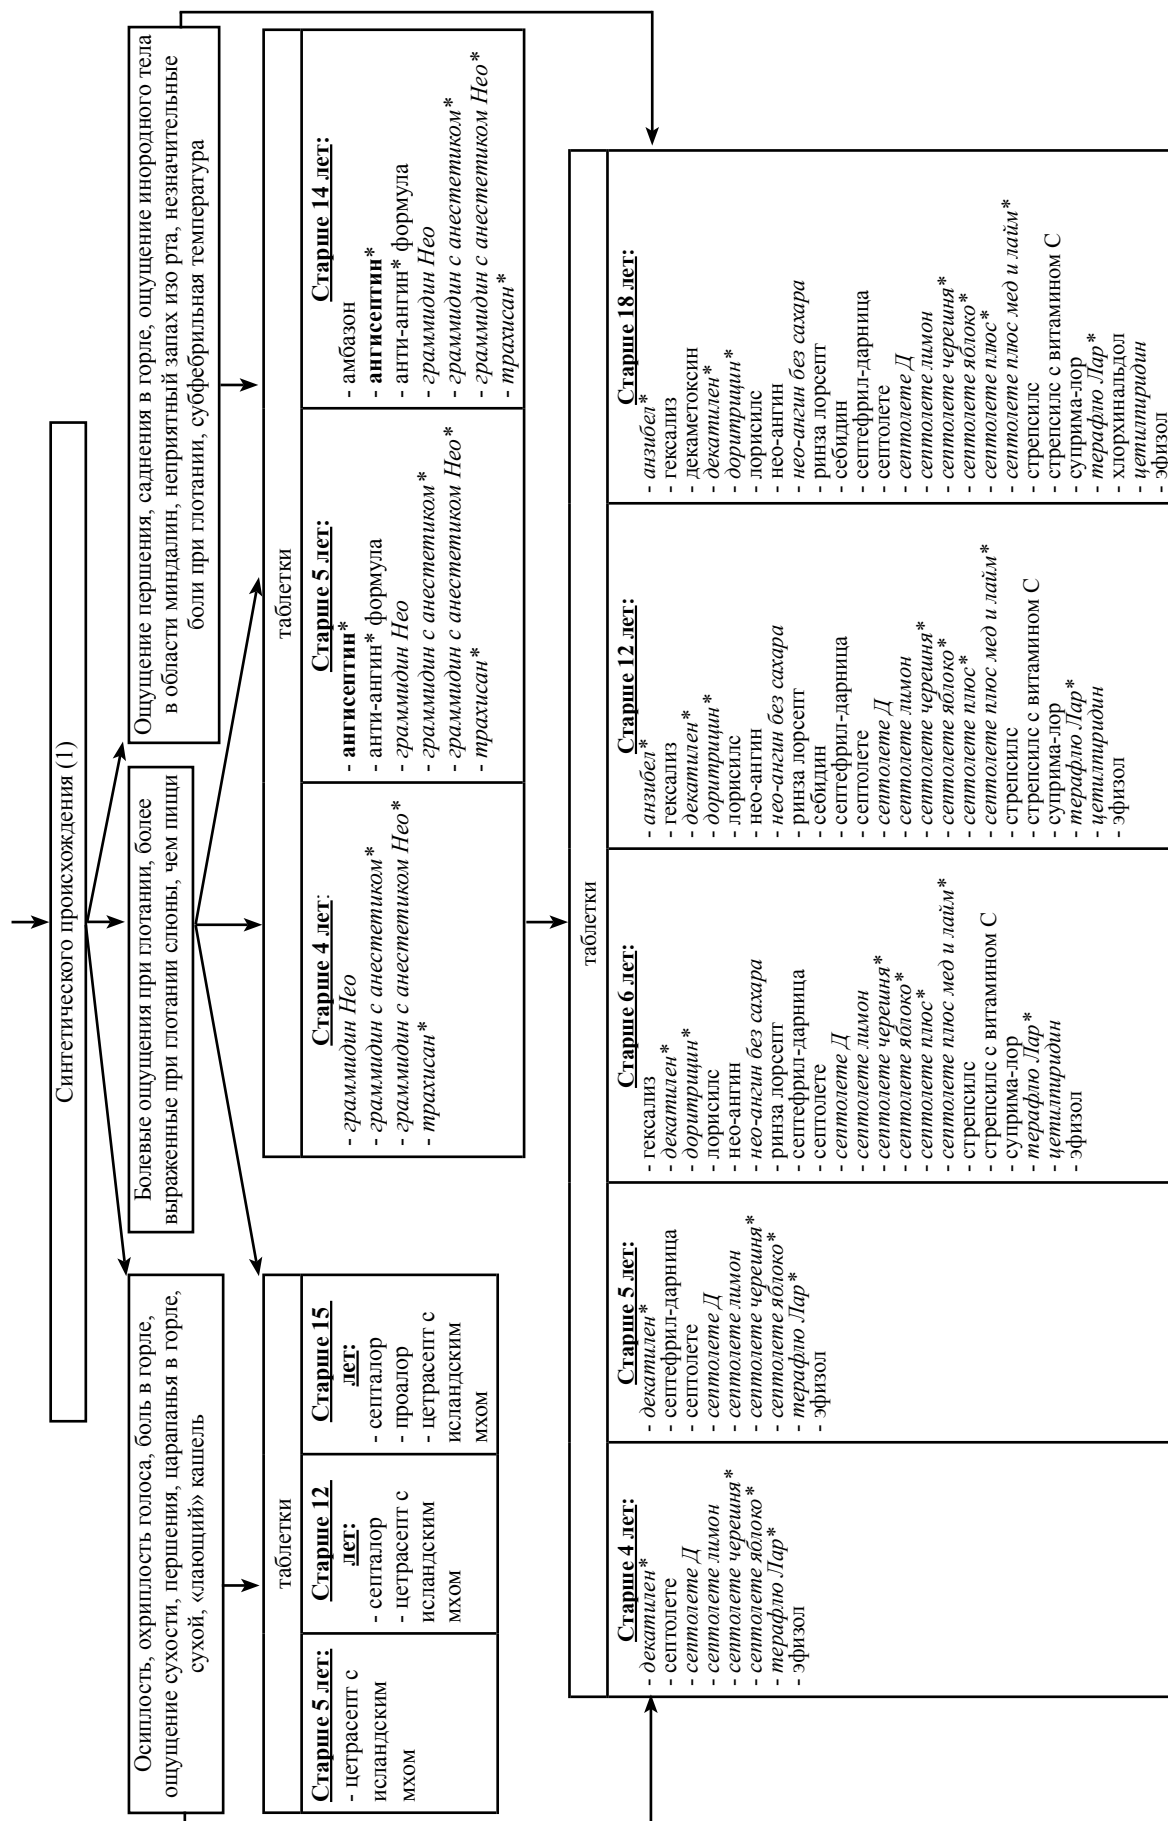 Синтетического происхождения (1)
Осиплость, охриплость голоса, боль в горле,
ощущение сухости, першения, царапанья в горле,
сухой, «лающий» кашель
Болевые ощущения при глотании, более
выраженные при глотании слюны, чем пищи
Ощущение першения, саднения в горле, ощущение инородного тела
в области миндалин, неприятный запах изо рта, незначительные
боли при глотании, субфебрильная температура
таблетки
Старше 5 лет:
- цетрасепт с
исландским
мхом
Старше 12
лет:
- септалор
- цетрасепт с
исландским
мхом
Старше 15
лет:
- септалор
- проалор
- цетрасепт с
исландским
мхом
таблетки
Старше 4 лет:
- граммидин Нео
- граммидин с анестетиком*
- граммидин с анестетиком Нео*
- трахисан*
Старше 5 лет:
- ангисептин*
- анти-ангин* формула
- граммидин Нео
- граммидин с анестетиком*
- граммидин с анестетиком Нео*
- трахисан*
Старше 14 лет:
- амбазон
- ангисептин*
- анти-ангин* формула
- граммидин Нео
- граммидин с анестетиком*
- граммидин с анестетиком Нео*
- трахисан*
таблетки
Старше 4 лет:
- декатилен*
- септолете
- септолете Д
- септолете лимон
- септолете черешня*
- септолете яблоко*
- терафлю Лар*
- эфизол
Старше 5 лет:
- декатилен*
- септефрил-дарница
- септолете
- септолете Д
- септолете лимон
- септолете черешня*
- септолете яблоко*
- терафлю Лар*
- эфизол
Старше 6 лет:
- гексализ
- декатилен*
- доритрицин*
- лорисилс
- нео-ангин
- нео-ангин без сахара
- ринза лорсепт
- септефрил-дарница
- септолете
- септолете Д
- септолете лимон
- септолете черешня*
- септолете яблоко*
- септолете плюс*
- септолете плюс мед и лайм*
- стрепсилс
- стрепсилс с витамином С
- суприма-лор
- терафлю Лар*
- цетилпиридин
- эфизол
Старше 12 лет:
- анзибел*
- гексализ
- декатилен*
- доритрицин*
- лорисилс
- нео-ангин
- нео-ангин без сахара
- ринза лорсепт
- себидин
- септефрил-дарница
- септолете
- септолете Д
- септолете лимон
- септолете черешня*
- септолете яблоко*
- септолете плюс*
- септолете плюс мед и лайм*
- стрепсилс
- стрепсилс с витамином С
- суприма-лор
- терафлю Лар*
- цетилпиридин
- эфизол
Старше 18 лет:
- анзибел*
- гексализ
- декаметоксин
- декатилен*
- доритрицин*
- лорисилс
- нео-ангин
- нео-ангин без сахара
- ринза лорсепт
- себидин
- септефрил-дарница
- септолете
- септолете Д
- септолете лимон
- септолете черешня*
- септолете яблоко*
- септолете плюс*
- септолете плюс мед и лайм*
- стрепсилс
- стрепсилс с витамином С
- суприма-лор
- терафлю Лар*
- хлорхинальдол
- цетилпиридин
- эфизол